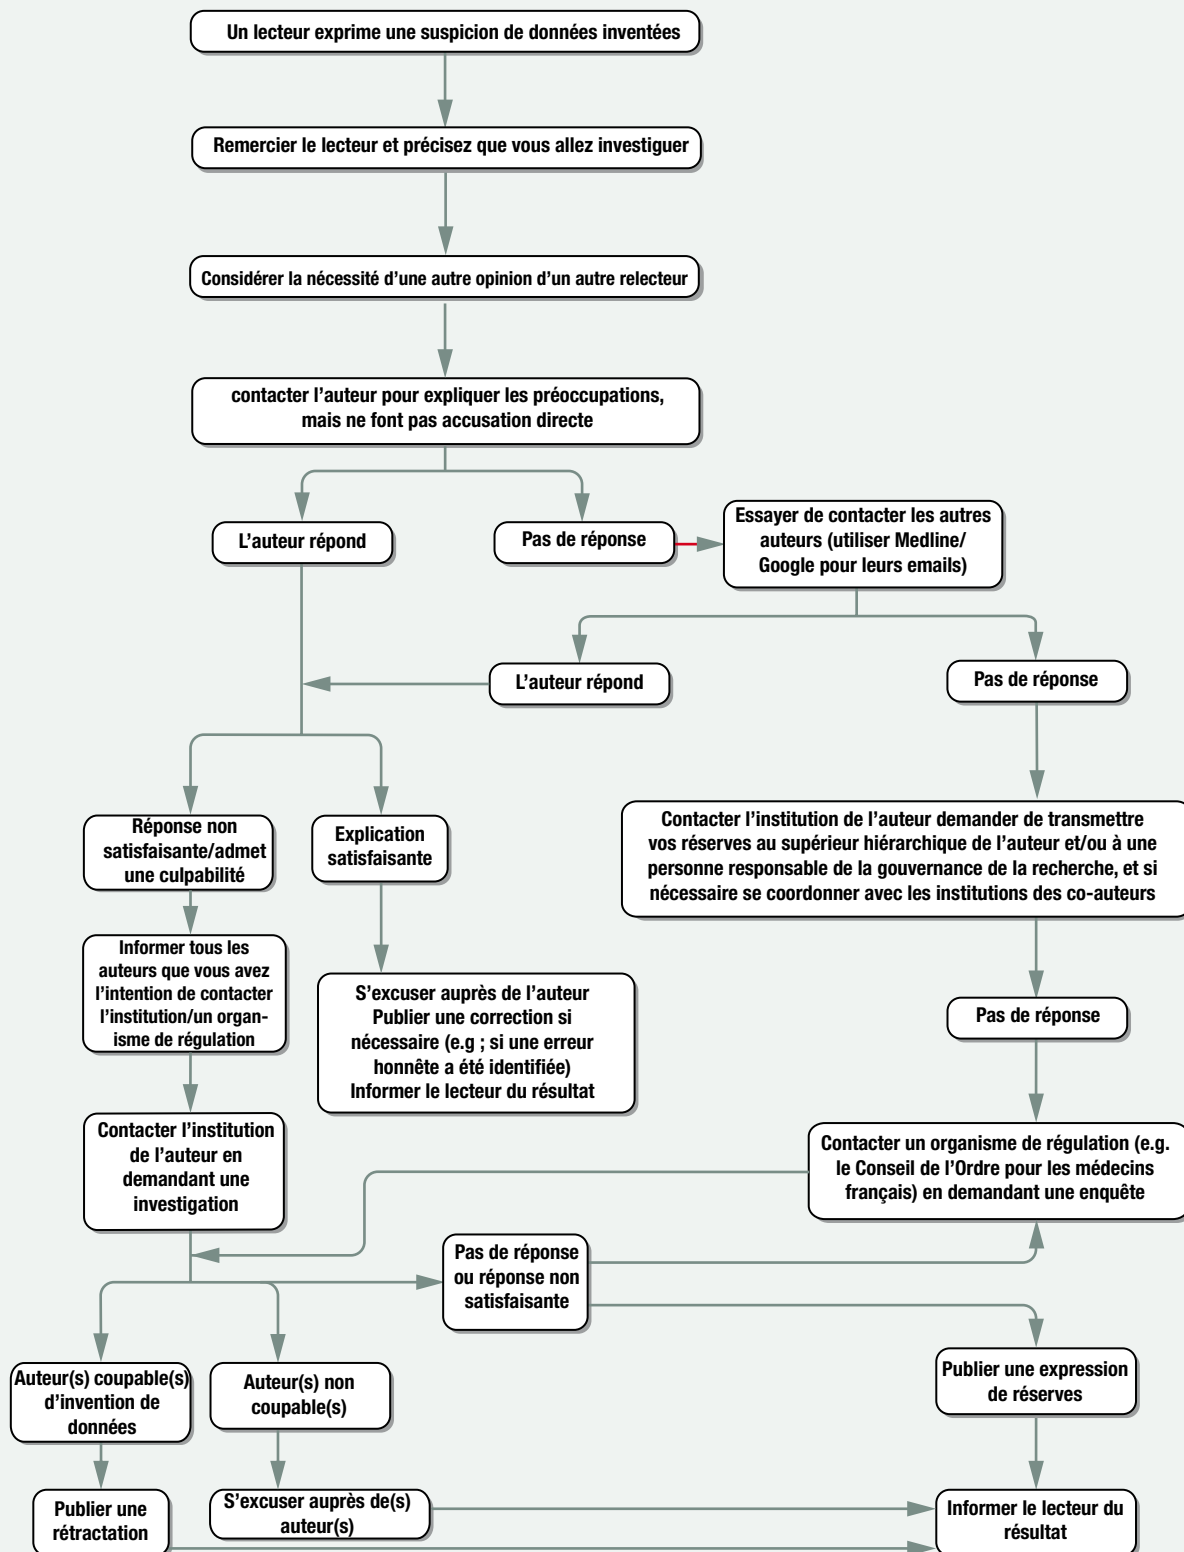 Un lecteur exprime une suspicion de données inventées
Remercier le lecteur et précisez que vous allez investiguer
Considérer la nécessité d'une autre opinion d'un autre relecteur
contacter l'auteur pour expliquer les préoccupations,
mais ne font pas accusation directe
L'auteur répond
Pas de réponse
Essayer de contacter les autres
auteurs (utiliser Medline/
Google pour leurs emails)
L'auteur répond
Pas de réponse
Réponse non
satisfaisante/admet
une culpabilité
Explication
satisfaisante
Contacter l'institution de l'auteur demander de transmettre
vos réserves au supérieur hiérarchique de l'auteur et/ou à une
personne responsable de la gouvernance de la recherche, et si
nécessaire se coordonner avec les institutions des co-auteurs
Informer tous les
auteurs que vous avez
l'intention de contacter
l'institution/un organ-
isme de régulation
S'excuser auprès de l'auteur
Publier une correction si
nécessaire (e.g ; si une erreur
honnête a été identifiée)
Informer le lecteur du résultat
Pas de réponse
Contacter l'institution
de l'auteur en
demandant une
investigation
Contacter un organisme de régulation (e.g.
le Conseil de l'Ordre pour les médecins
français) en demandant une enquête
Pas de réponse
ou réponse non
satisfaisante
Auteur(s) coupable(s)
d'invention de
données
Auteur(s) non
coupable(s)
Publier une expression
de réserves
Publier une
rétractation
S'excuser auprès de(s)
auteur(s)
Informer le lecteur du
résultat